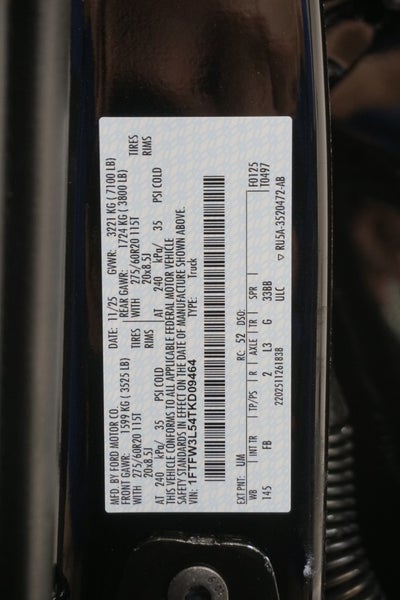 MFD. BY FORD MOTOR CO. DATE: 11/25 GVWR: 3221 KG ( 7100 LB)
FRONT GAWR: 1599 KG ( 3525 LB) REAR GAWR: 1724 KG ( 3800 LB)
WITH 275/60R20 115T TIRES WITH 275/60R20 115T TIRES
20x8.5J RIMS 20x8.5J RIMS
AT 240 kPa/ 35 PSI COLD AT 240 kPa/ 35 PSI COLD
THIS VEHICLE CONFORMS TO ALL APPLICABLE FEDERAL MOTOR VEHICLE
SAFETY STANDARDS IN EFFECT ON THE DATE OF MANUFACTURE SHOWN ABOVE.
VIN: 1FTFW3L54TKD09464 TYPE: Truck
EXT PNT: UM RC: 52 DSO: F0125
T0497
WB INT TR TP/PS R AXLE TR SPR
145 FB 2 L3 G 33BB
2202511261838 ULC ▽ RU5A-3520472-AB